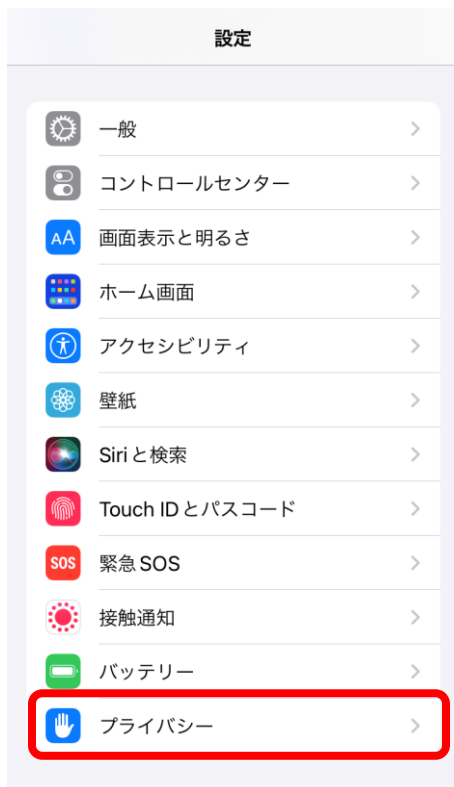 設定
一般
コントロールセンター
AA 画面表示と明るさ
ホーム画面
アクセシビリティ
壁紙
Siriと検索
Touch IDとパスコード
SOS 緊急SOS
接触通知
バッテリー
プライバシー